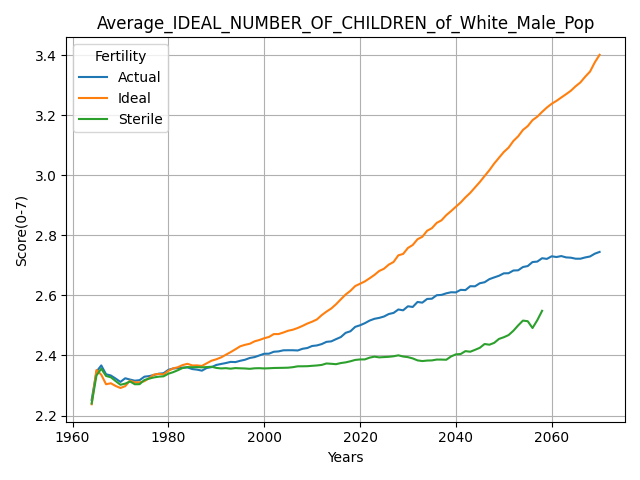 Average_IDEAL_NUMBER_OF_CHILDREN_of_White_Male_Pop
Fertility
Actual
Ideal
Sterile
Score(0-7)
3.4
3.2
3.0
2.8
2.6
2.4
2.2
1960 1980 2000 2020 2040 2060
Years